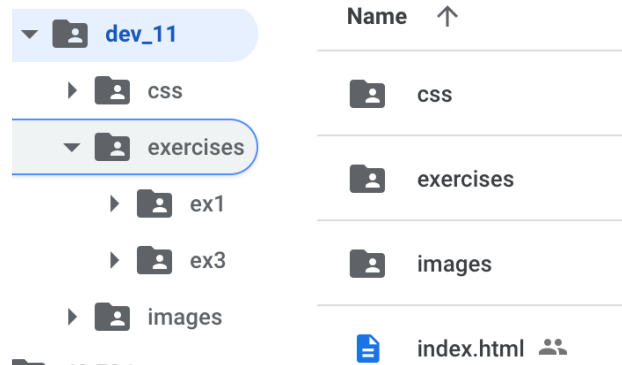 dev_11
css
exercises
ex1
ex3
images
Name
css
exercises
images
index.html